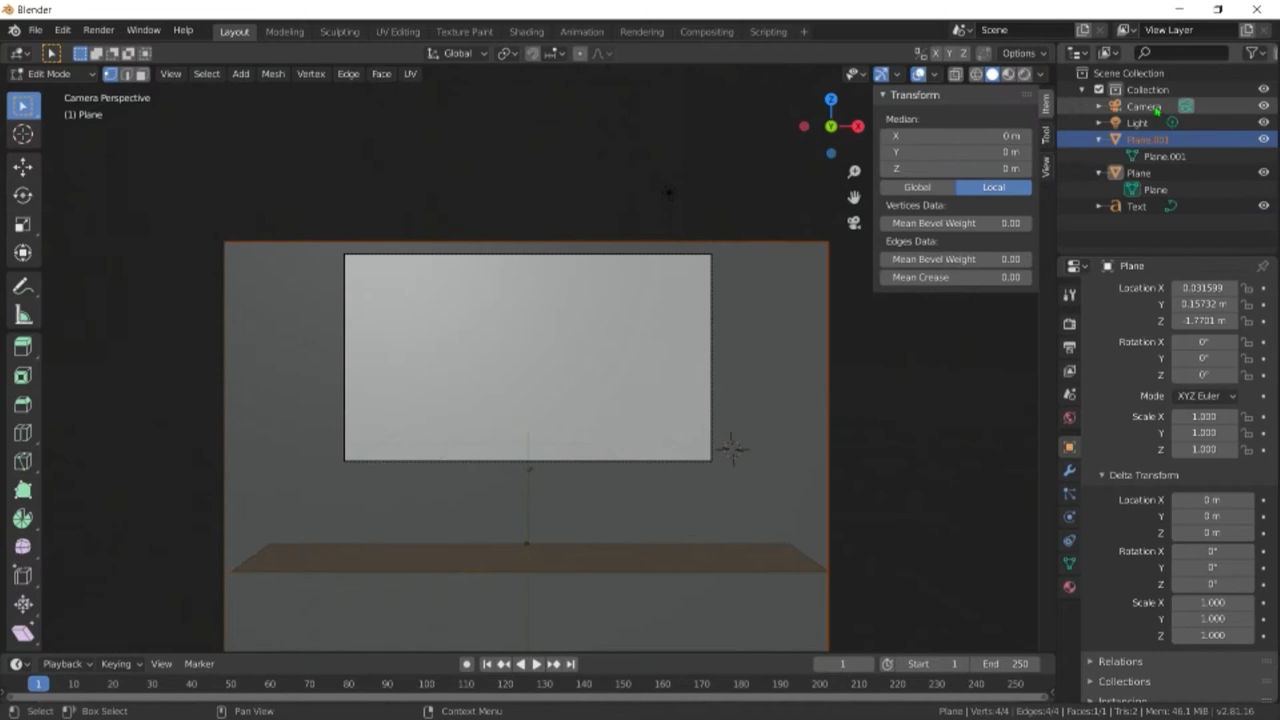 Blender
File Edit Render Window Help Layout Modeling Sculpting UV Editing Texture Paint Shading Animation Rendering Compositing Scripting + Scene View Layer
Global X Y Z Options
Edit Mode View Select Add Mesh Vertex Edge Face UV
Camera Perspective
(1) Plane
Z
X
Y
Transform
Median:
X 0 m
Y 0 m
Z 0 m
Global Local
Vertices Data:
Mean Bevel Weight 0.00
Edges Data:
Mean Bevel Weight 0.00
Mean Crease 0.00
Item
Tool
View
Scene Collection
Collection
Camera
Light
Plane.001
Plane.001
Plane
Plane
Text
Plane
Location X 0.031599
Y 0.15732 m
Z -1.7701 m
Rotation X 0°
Y 0°
Z 0°
Mode XYZ Euler
Scale X 1.000
Y 1.000
Z 1.000
Delta Transform
Location X 0 m
Y 0 m
Z 0 m
Rotation X 0°
Y 0°
Z 0°
Scale X 1.000
Y 1.000
Z 1.000
Relations
Collections
Playback Keying View Marker 1 Start 1 End 250
1 10 20 30 40 50 60 70 80 90 100 110 120 130 140 150 160 170 180 190 200 210 220 230 240 250
Select Box Select Pan View Context Menu Plane | Verts:4/4 | Edges:4/4 | Faces:1/1 | Tris:2 | Mem: 46.1 MiB | v2.81.16